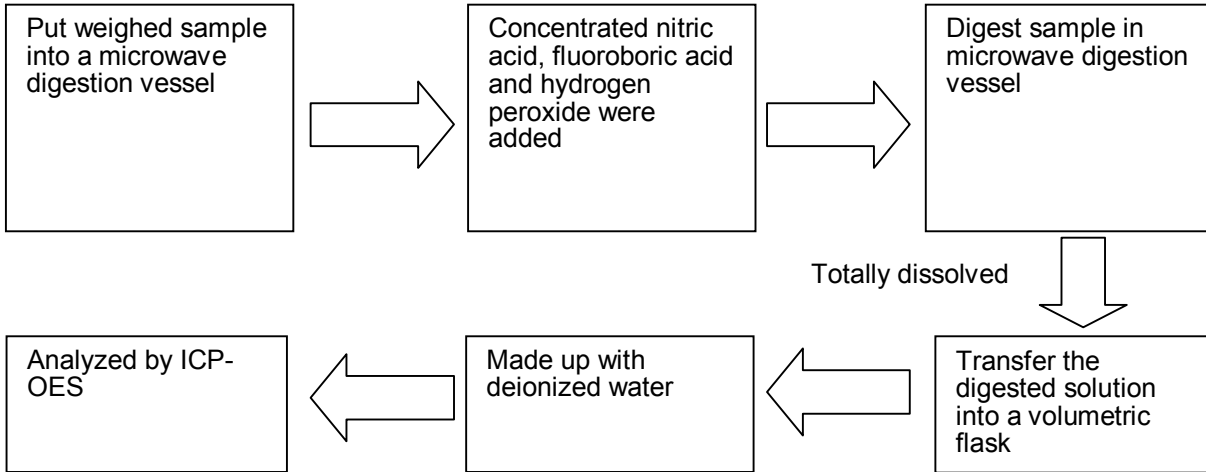 Put weighed sample
into a microwave
digestion vessel
Concentrated nitric
acid, fluoroboric acid
and hydrogen
peroxide were
added
Digest sample in
microwave digestion
vessel
Totally dissolved
Transfer the
digested solution
into a volumetric
flask
Made up with
deionized water
Analyzed by ICP-
OES